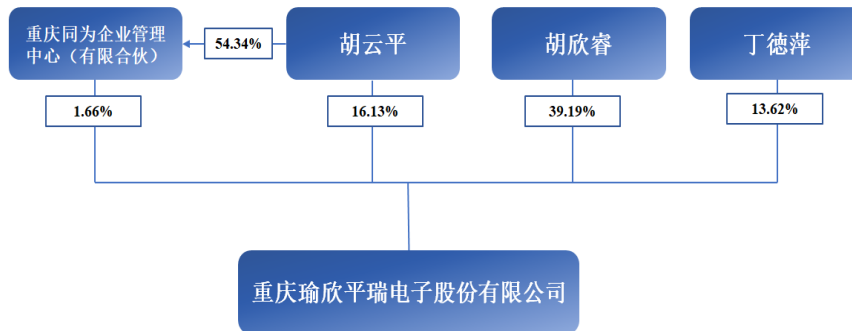 重庆同为企业管理
中心（有限合伙）
54.34%
胡云平
胡欣睿
丁德萍
1.66%
16.13%
39.19%
13.62%
重庆瑜欣平瑞电子股份有限公司